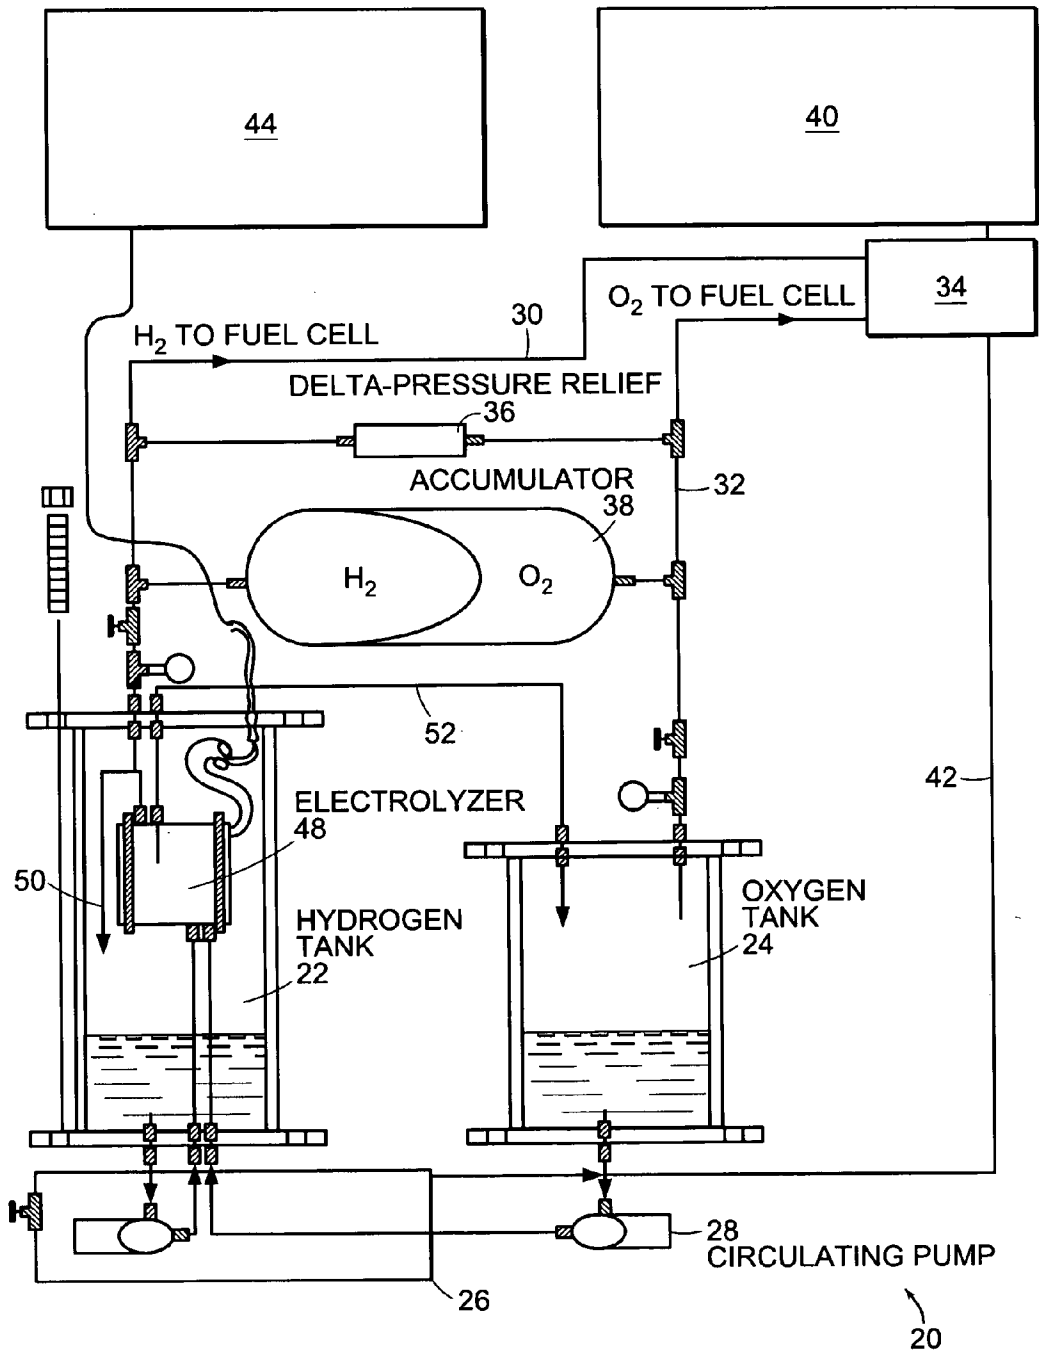 44
40
34
O2 TO FUEL CELL
30
H2 TO FUEL CELL
DELTA-PRESSURE RELIEF
36
ACCUMULATOR
32
38
H2
O2
52
42
ELECTROLYZER
48
50
OXYGEN
TANK
24
HYDROGEN
TANK
22
28
CIRCULATING PUMP
26
20